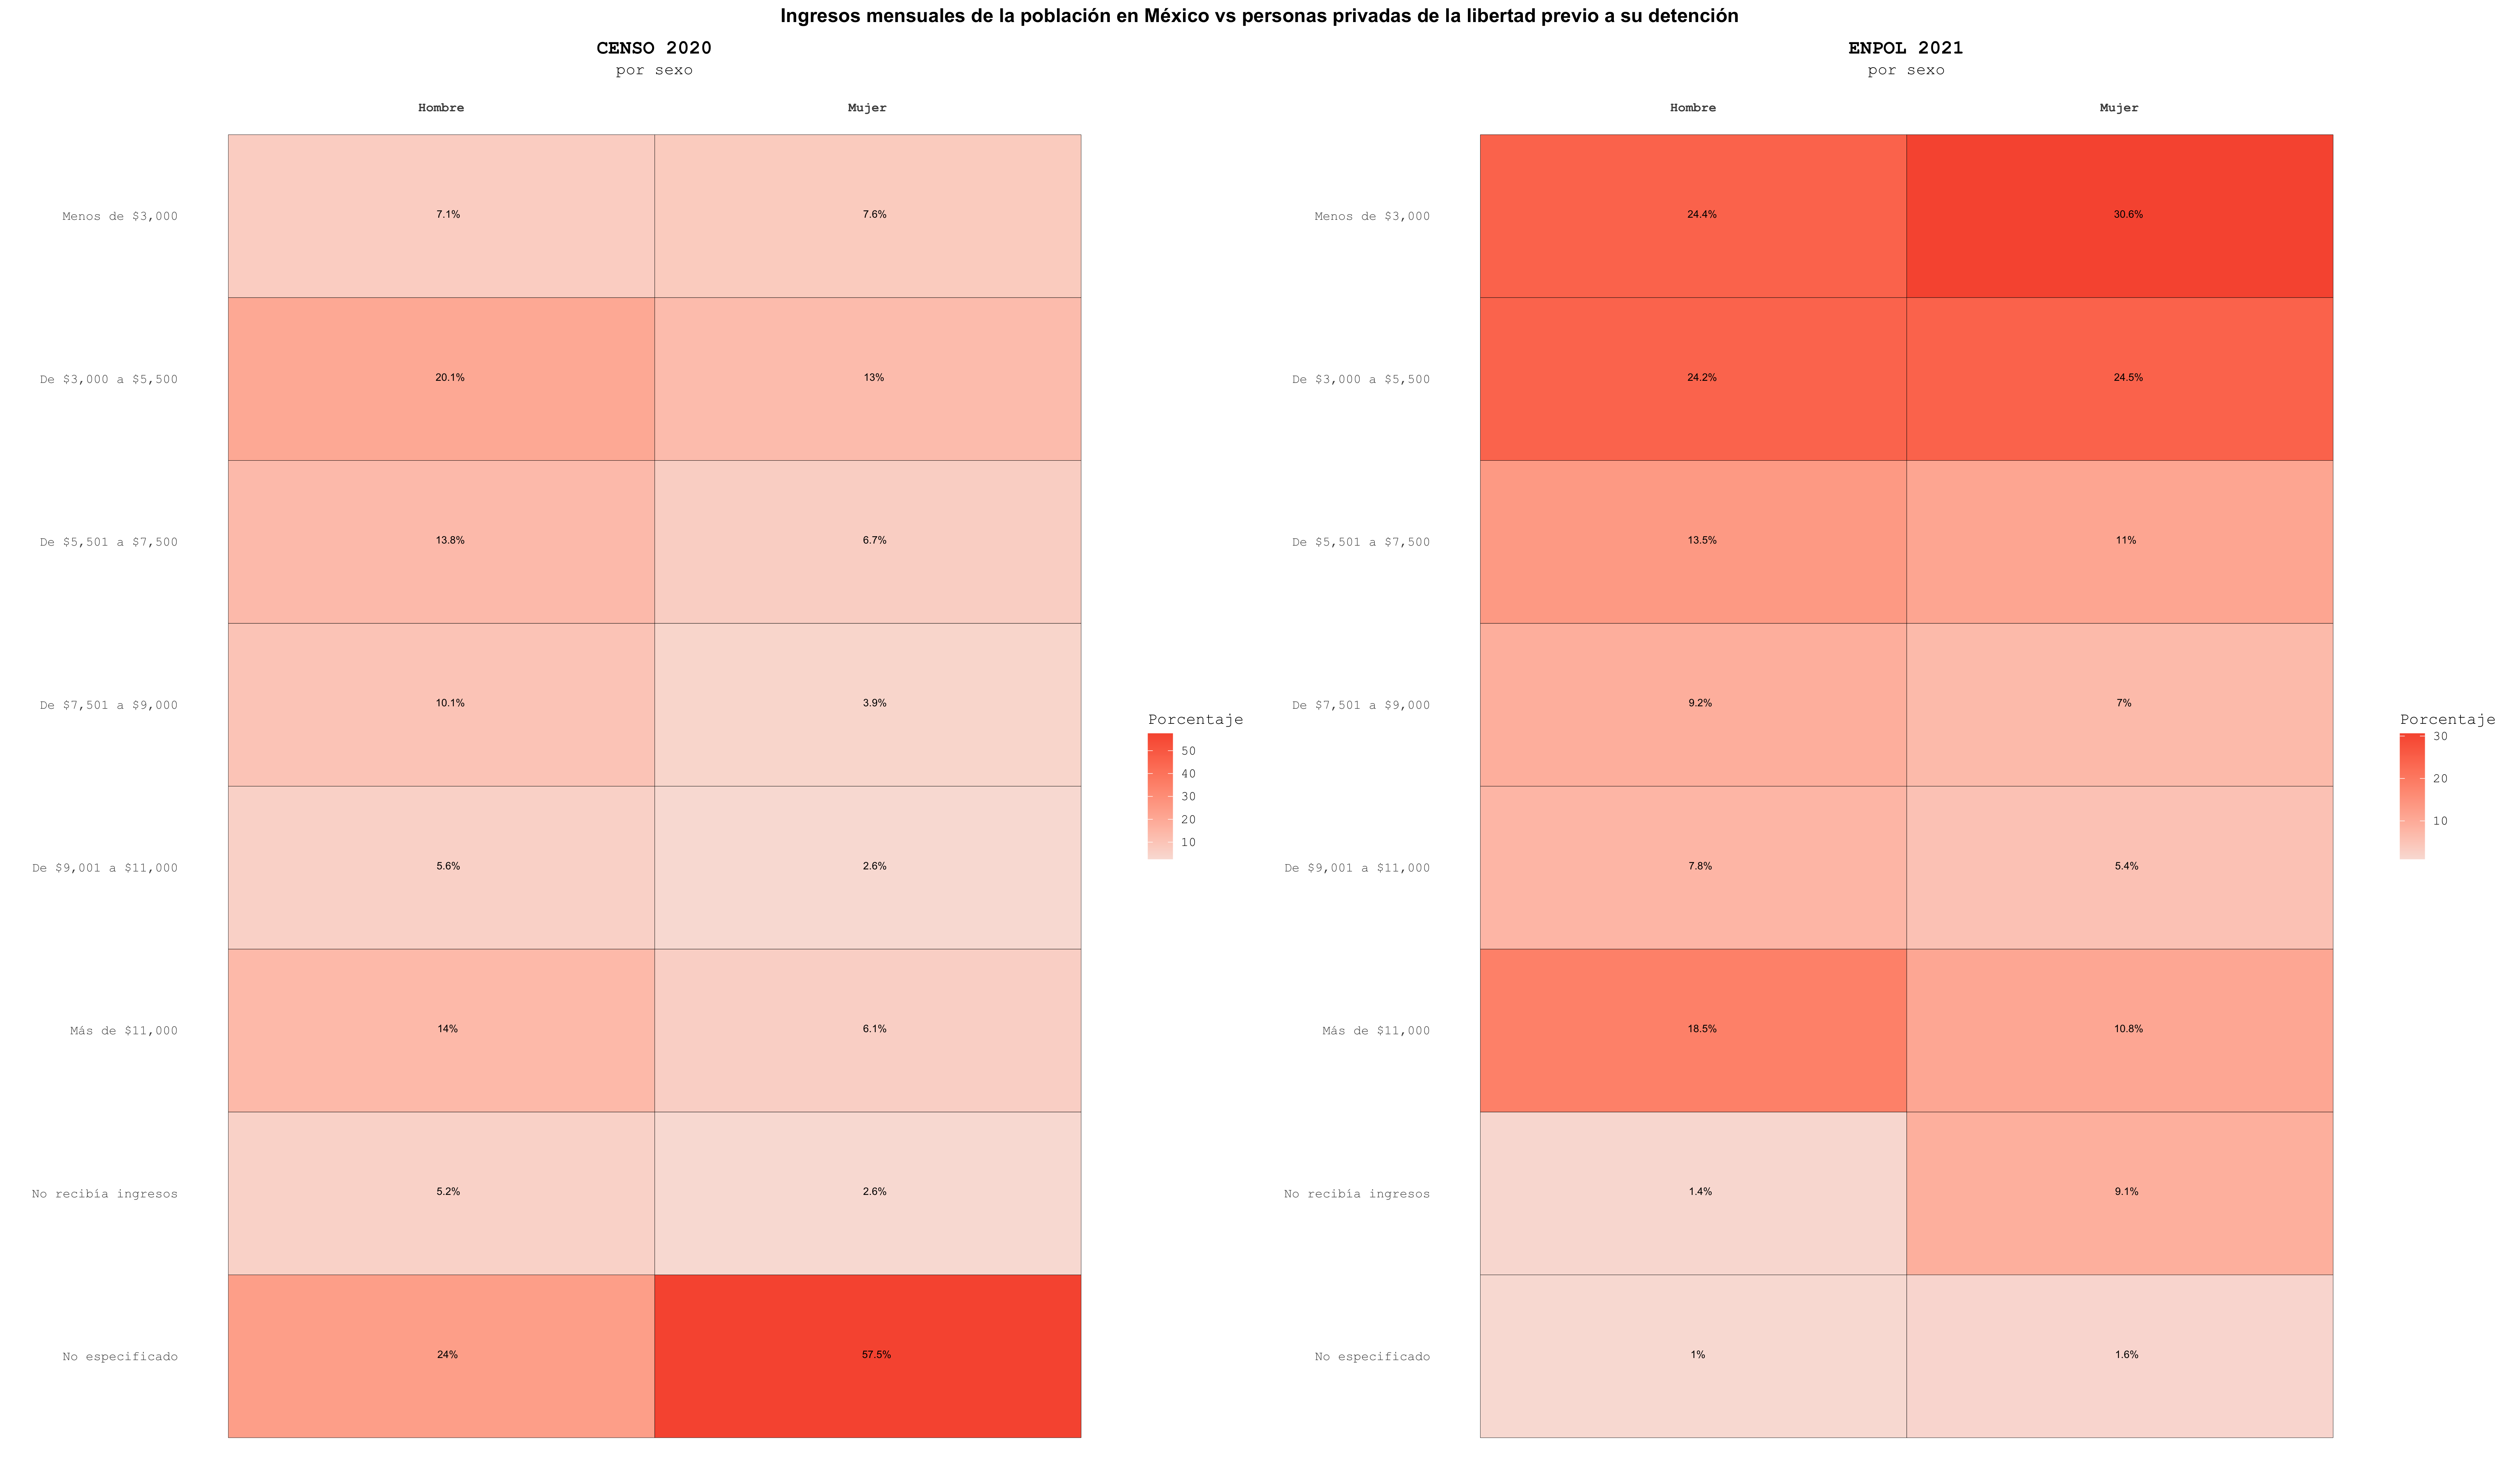 Ingresos mensuales de la población en México vs personas privadas de la libertad previo a su detención
CENSO 2020
por sexo
Hombre Mujer
Menos de $3,000 7.1% 7.6%
De $3,000 a $5,500 20.1% 13%
De $5,501 a $7,500 13.8% 6.7%
De $7,501 a $9,000 10.1% 3.9%
De $9,001 a $11,000 5.6% 2.6%
Más de $11,000 14% 6.1%
No recibía ingresos 5.2% 2.6%
No especificado 24% 57.5%
Porcentaje
50
40
30
20
10
ENPOL 2021
por sexo
Hombre Mujer
Menos de $3,000 24.4% 30.6%
De $3,000 a $5,500 24.2% 24.5%
De $5,501 a $7,500 13.5% 11%
De $7,501 a $9,000 9.2% 7%
De $9,001 a $11,000 7.8% 5.4%
Más de $11,000 18.5% 10.8%
No recibía ingresos 1.4% 9.1%
No especificado 1% 1.6%
Porcentaje
30
20
10